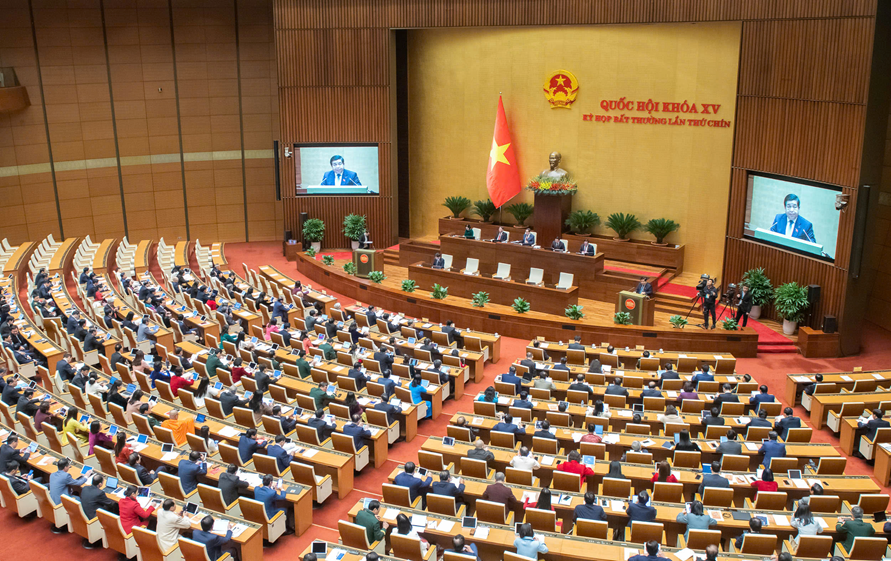 QUỐC HỘI KHÓA XV
KỲ HỌP BẤT THƯỜNG LẦN THỨ CHÍN